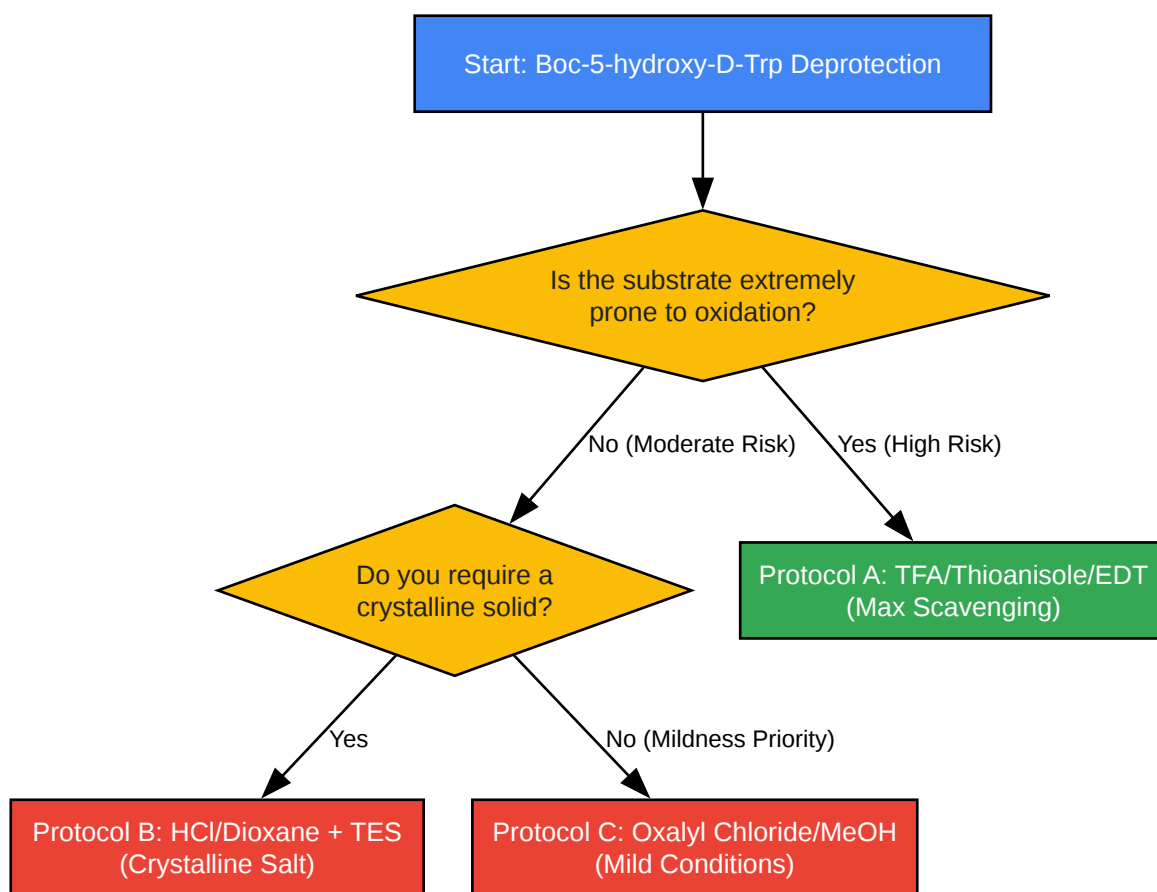 Start: Boc-5-hydroxy-D-Trp Deprotection
Is the substrate extremely
prone to oxidation?
No (Moderate Risk)
Yes (High Risk)
Do you require a
crystalline solid?
Protocol A: TFA/Thioanisole/EDT
(Max Scavenging)
Yes
No (Mildness Priority)
Protocol B: HCl/Dioxane + TES
(Crystalline Salt)
Protocol C: Oxalyl Chloride/MeOH
(Mild Conditions)